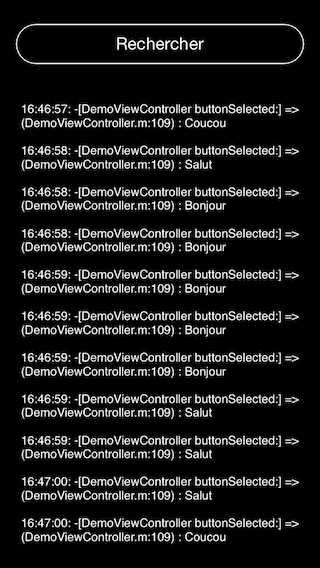 Rechercher
16:46:57: -[DemoViewController buttonSelected:] =>
(DemoViewController.m:109) : Coucou
16:46:58: -[DemoViewController buttonSelected:] =>
(DemoViewController.m:109) : Salut
16:46:58: -[DemoViewController buttonSelected:] =>
(DemoViewController.m:109) : Bonjour
16:46:58: -[DemoViewController buttonSelected:] =>
(DemoViewController.m:109) : Bonjour
16:46:59: -[DemoViewController buttonSelected:] =>
(DemoViewController.m:109) : Bonjour
16:46:59: -[DemoViewController buttonSelected:] =>
(DemoViewController.m:109) : Bonjour
16:46:59: -[DemoViewController buttonSelected:] =>
(DemoViewController.m:109) : Bonjour
16:46:59: -[DemoViewController buttonSelected:] =>
(DemoViewController.m:109) : Salut
16:46:59: -[DemoViewController buttonSelected:] =>
(DemoViewController.m:109) : Salut
16:47:00: -[DemoViewController buttonSelected:] =>
(DemoViewController.m:109) : Salut
16:47:00: -[DemoViewController buttonSelected:] =>
(DemoViewController.m:109) : Coucou